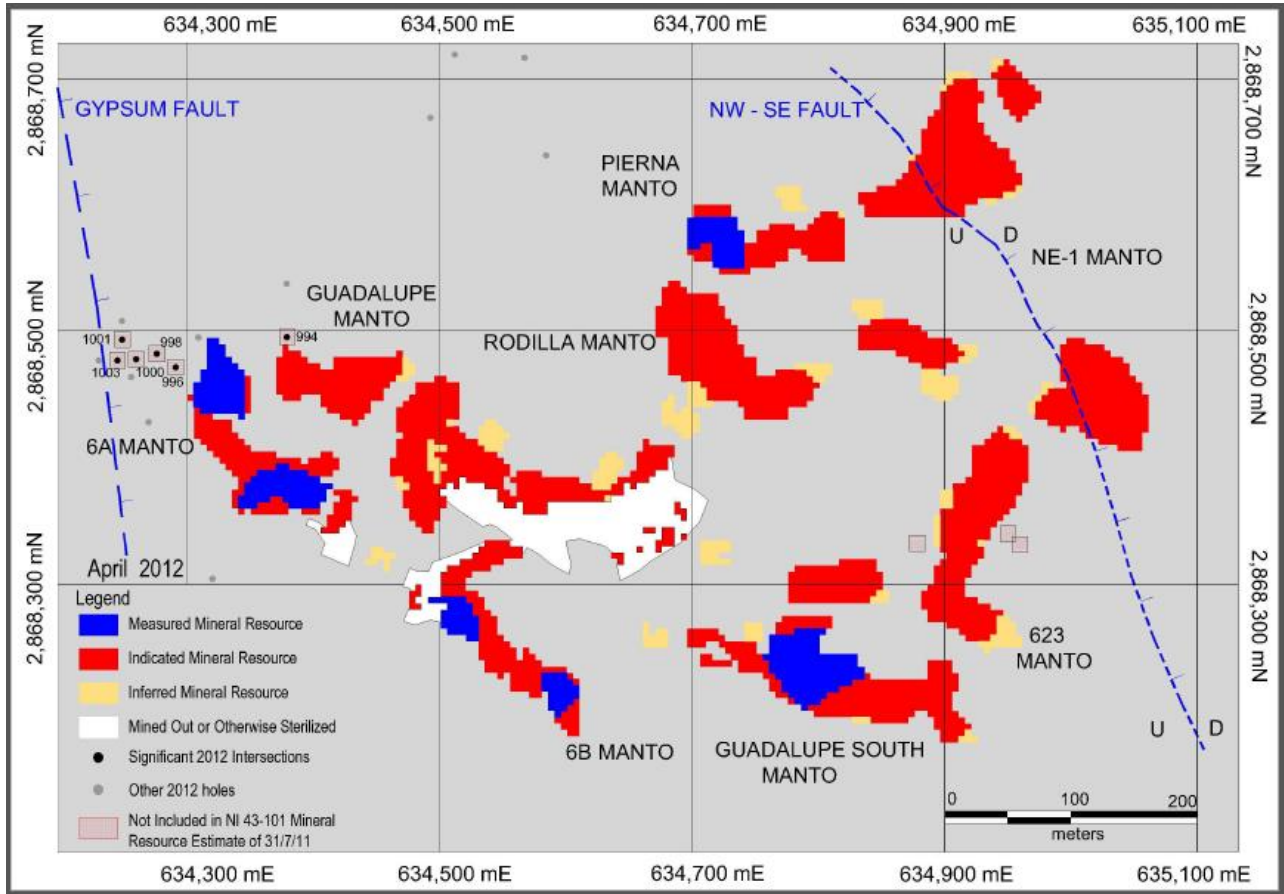 634,300 mE 634,500 mE 634,700 mE 634,900 mE 635,100 mE
2,868,700 mN
2,868,500 mN
2,868,300 mN
2,868,700 mN
2,868,500 mN
2,868,300 mN
GYPSUM FAULT
NW - SE FAULT
PIERNA
MANTO
U D
NE-1 MANTO
GUADALUPE
MANTO
RODILLA MANTO
1001
998
994
1003
1000
996
6A MANTO
623
MANTO
6B MANTO
GUADALUPE SOUTH
MANTO
U D
April 2012
Legend
Measured Mineral Resource
Indicated Mineral Resource
Inferred Mineral Resource
Mined Out or Otherwise Sterilized
Significant 2012 Intersections
Other 2012 holes
Not Included in NI 43-101 Mineral
Resource Estimate of 31/7/11
0 100 200
meters
634,300 mE 634,500 mE 634,700 mE 634,900 mE 635,100 mE